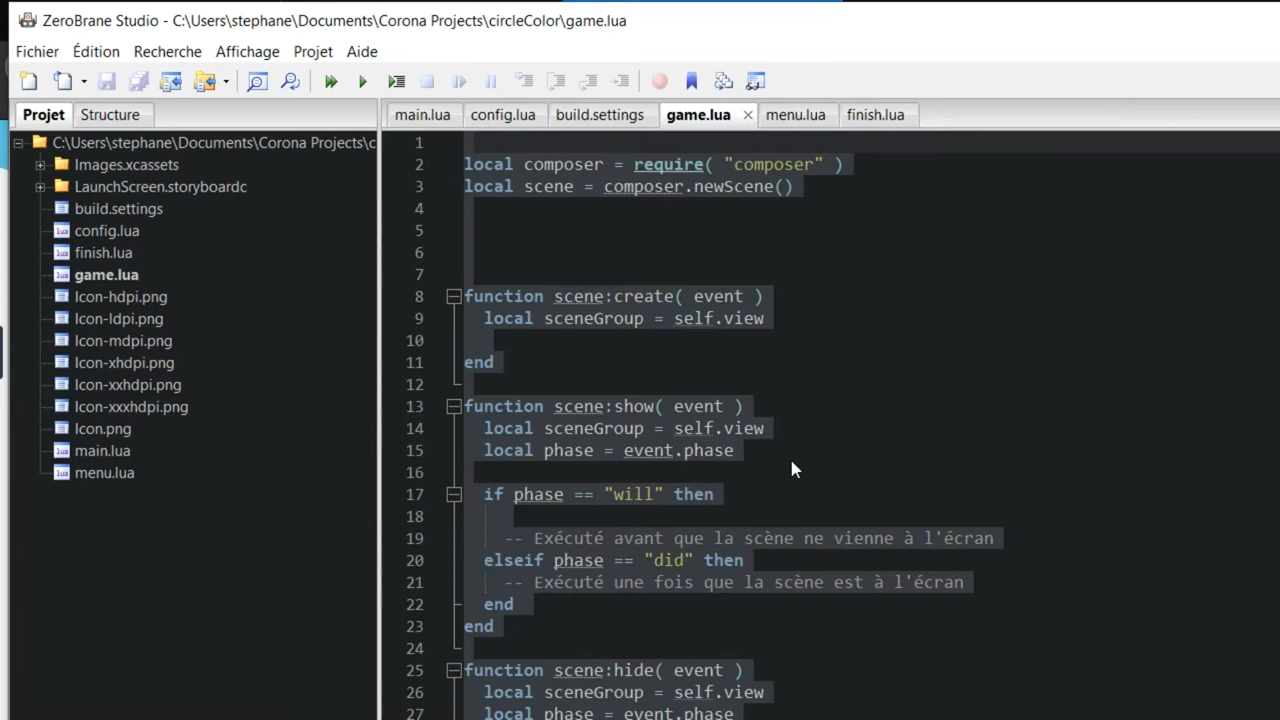 ZeroBrane Studio - C:\Users\stephane\Documents\Corona Projects\circleColor\game.lua
Fichier Édition Recherche Affichage Projet Aide
Projet Structure
main.lua config.lua build.settings game.lua menu.lua finish.lua
C:\Users\stephane\Documents\Corona Projects\c
Images.xcassets
LaunchScreen.storyboardc
build.settings
config.lua
finish.lua
game.lua
Icon-hdpi.png
Icon-ldpi.png
Icon-mdpi.png
Icon-xhdpi.png
Icon-xxhdpi.png
Icon-xxxhdpi.png
Icon.png
main.lua
menu.lua
1
2 local composer = require( "composer" )
3 local scene = composer.newScene()
4
5
6
7
8 function scene:create( event )
9 local sceneGroup = self.view
10
11 end
12
13 function scene:show( event )
14 local sceneGroup = self.view
15 local phase = event.phase
16
17 if phase == "will" then
18
19 -- Exécuté avant que la scène ne vienne à l'écran
20 elseif phase == "did" then
21 -- Exécuté une fois que la scène est à l'écran
22 end
23 end
24
25 function scene:hide( event )
26 local sceneGroup = self.view
27 local phase = event.phase